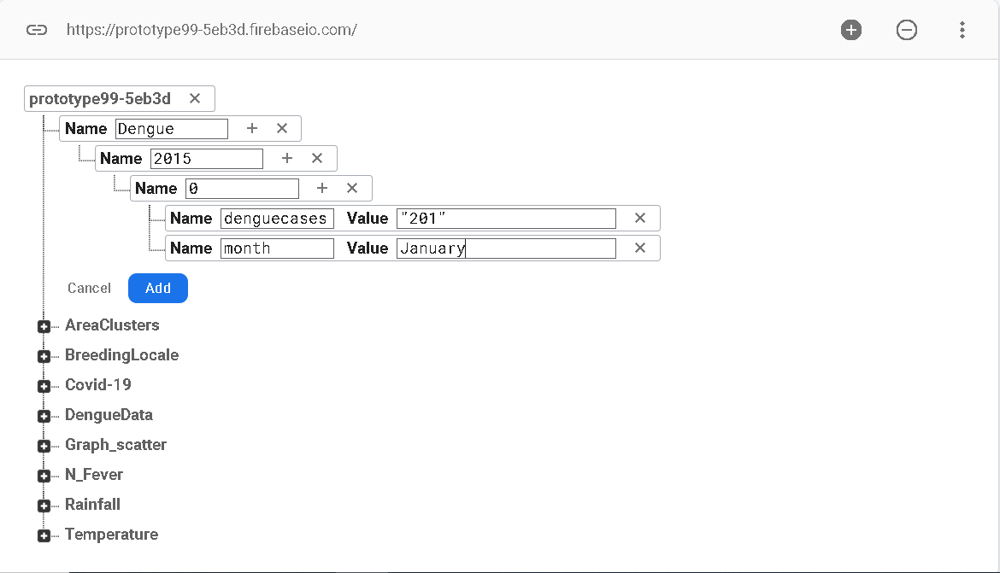 https://prototype99-5eb3d.firebaseio.com/
prototype99-5eb3d
Name Dengue
Name 2015
Name 0
Name denguecases Value "201"
Name month Value January
Cancel Add
AreaClusters
BreedingLocale
Covid-19
DengueData
Graph_scatter
N_Fever
Rainfall
Temperature